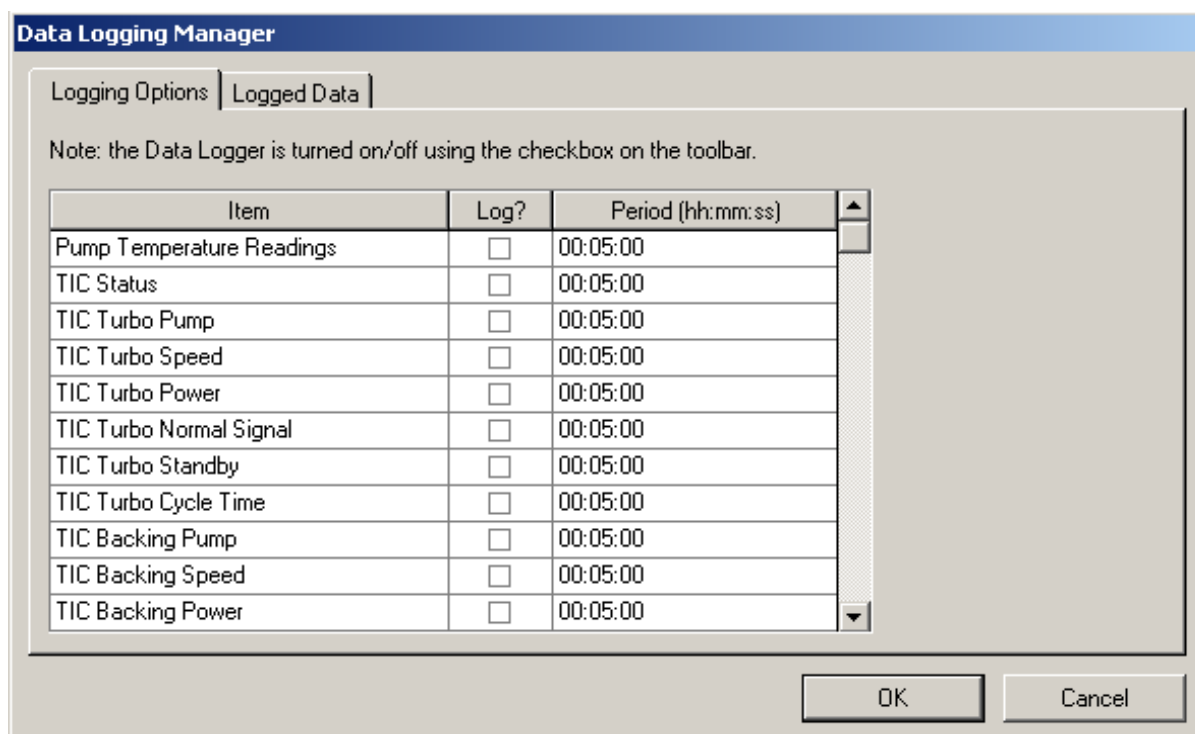 Data Logging Manager
Logging Options Logged Data
Note: the Data Logger is turned on/off using the checkbox on the toolbar.
Item Log? Period (hh:mm:ss)
Pump Temperature Readings 00:05:00
TIC Status 00:05:00
TIC Turbo Pump 00:05:00
TIC Turbo Speed 00:05:00
TIC Turbo Power 00:05:00
TIC Turbo Normal Signal 00:05:00
TIC Turbo Standby 00:05:00
TIC Turbo Cycle Time 00:05:00
TIC Backing Pump 00:05:00
TIC Backing Speed 00:05:00
TIC Backing Power 00:05:00
OK Cancel